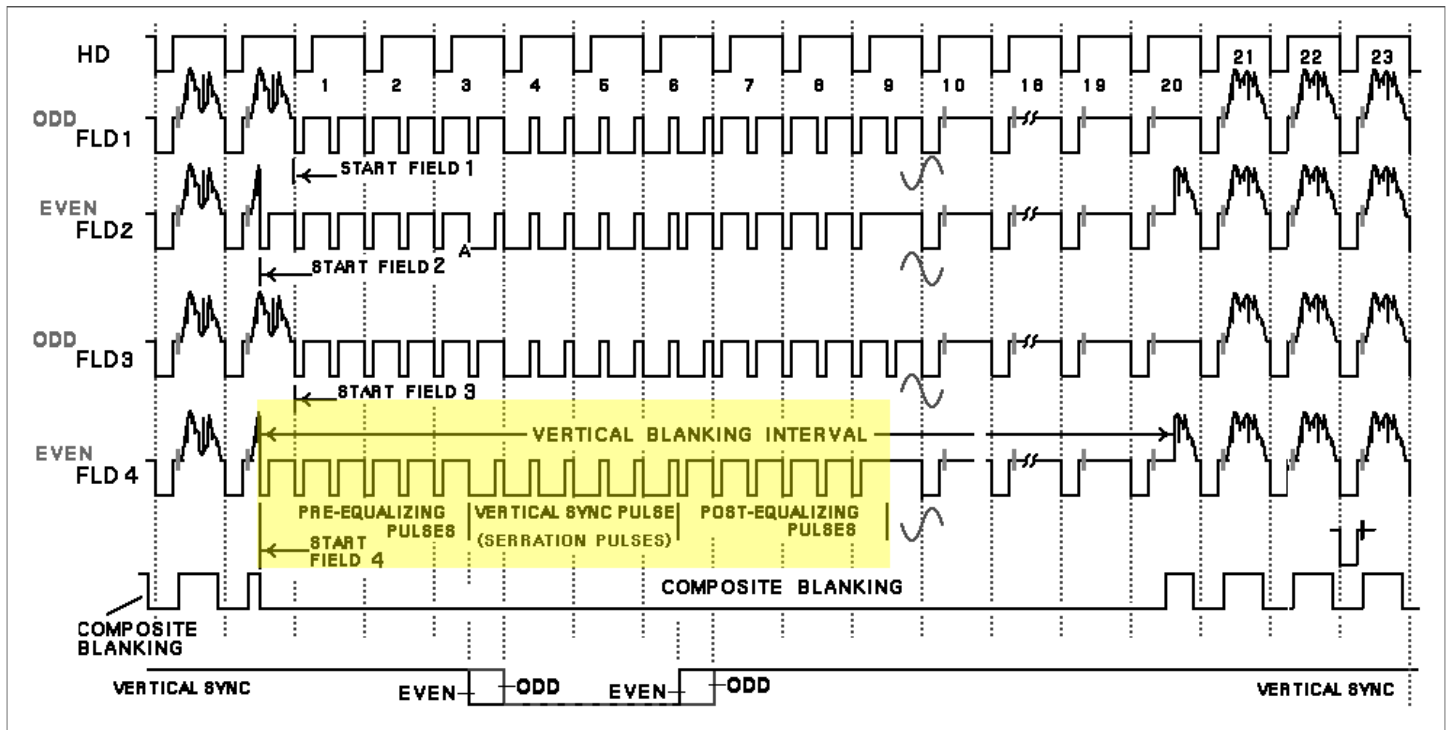 HD
1 2 3 4 5 6 7 8 9 10 18 19 20 21 22 23
ODD
FLD1
START FIELD 1
EVEN
FLD2
A
START FIELD 2
ODD
FLD3
START FIELD 3
VERTICAL BLANKING INTERVAL
EVEN
FLD 4
PRE-EQUALIZING PULSES
VERTICAL SYNC PULSE
(SERRATION PULSES)
POST-EQUALIZING PULSES
START FIELD 4
COMPOSITE BLANKING
COMPOSITE BLANKING
VERTICAL SYNC
EVEN
ODD
EVEN
ODD
VERTICAL SYNC